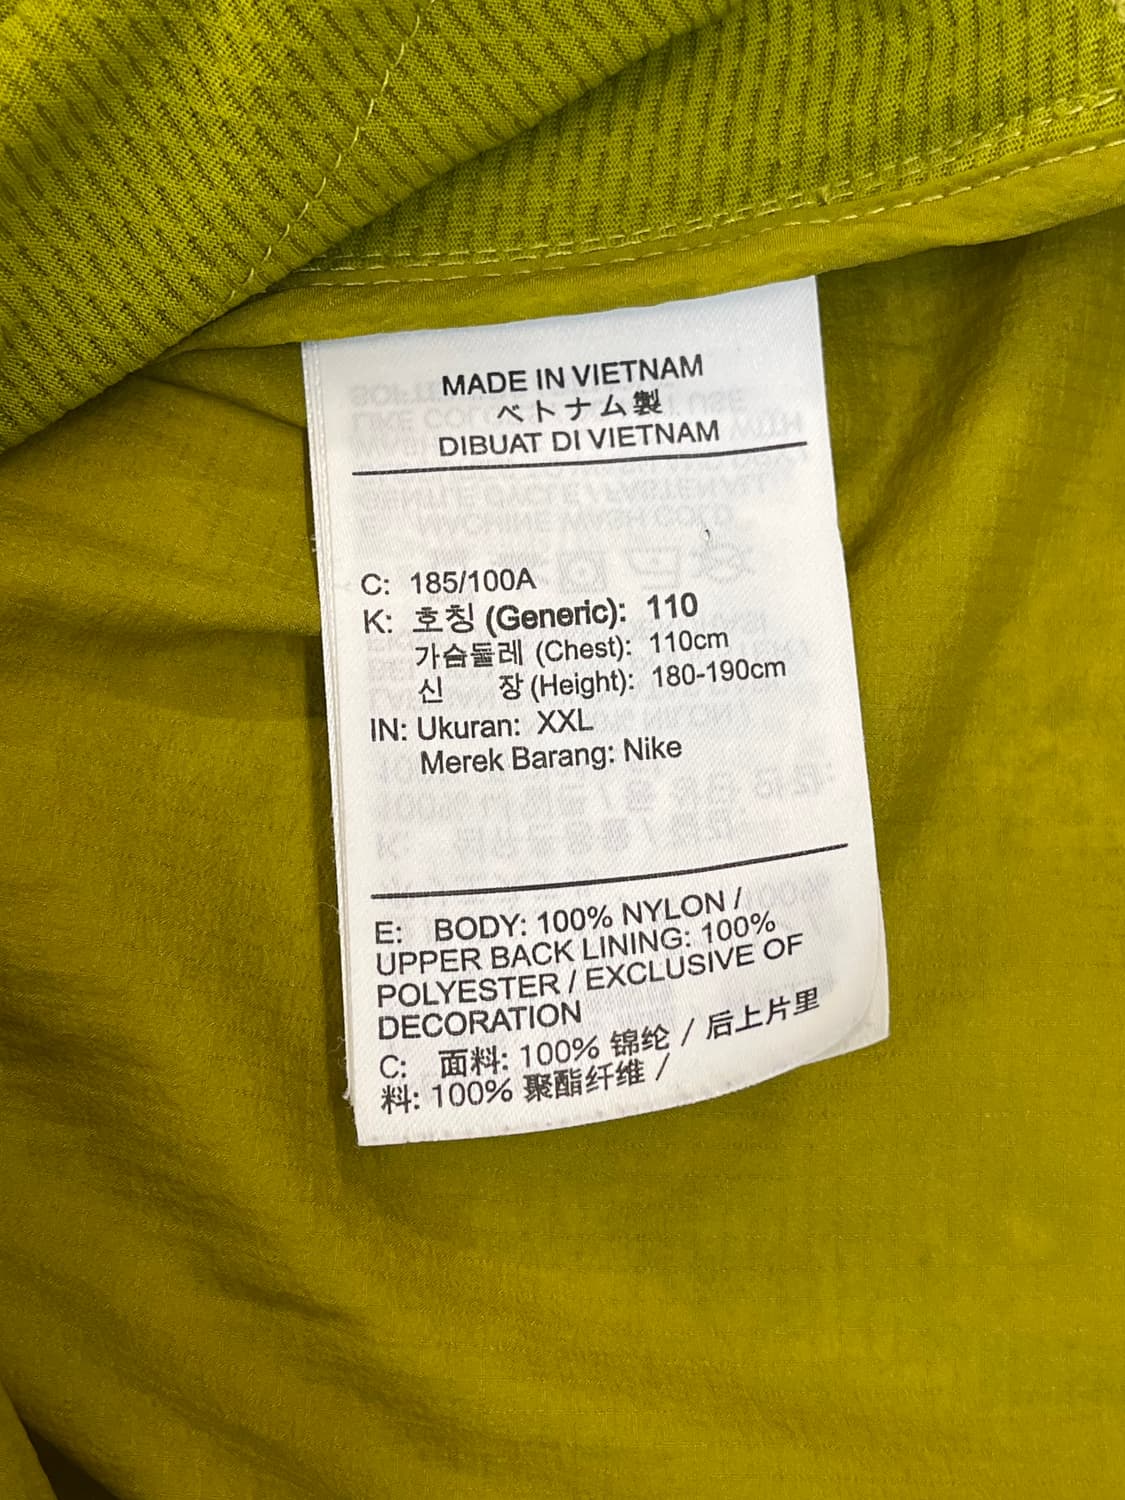 MADE IN VIETNAM
ベトナム製
DIBUAT DI VIETNAM
C: 185/100A
K: 호칭 (Generic): 110
가슴둘레 (Chest): 110cm
신 장 (Height): 180-190cm
IN: Ukuran: XXL
Merek Barang: Nike
E: BODY: 100% NYLON /
UPPER BACK LINING: 100%
POLYESTER / EXCLUSIVE OF
DECORATION
C: 面料: 100% 锦纶 / 后上片里
料: 100% 聚酯纤维 /